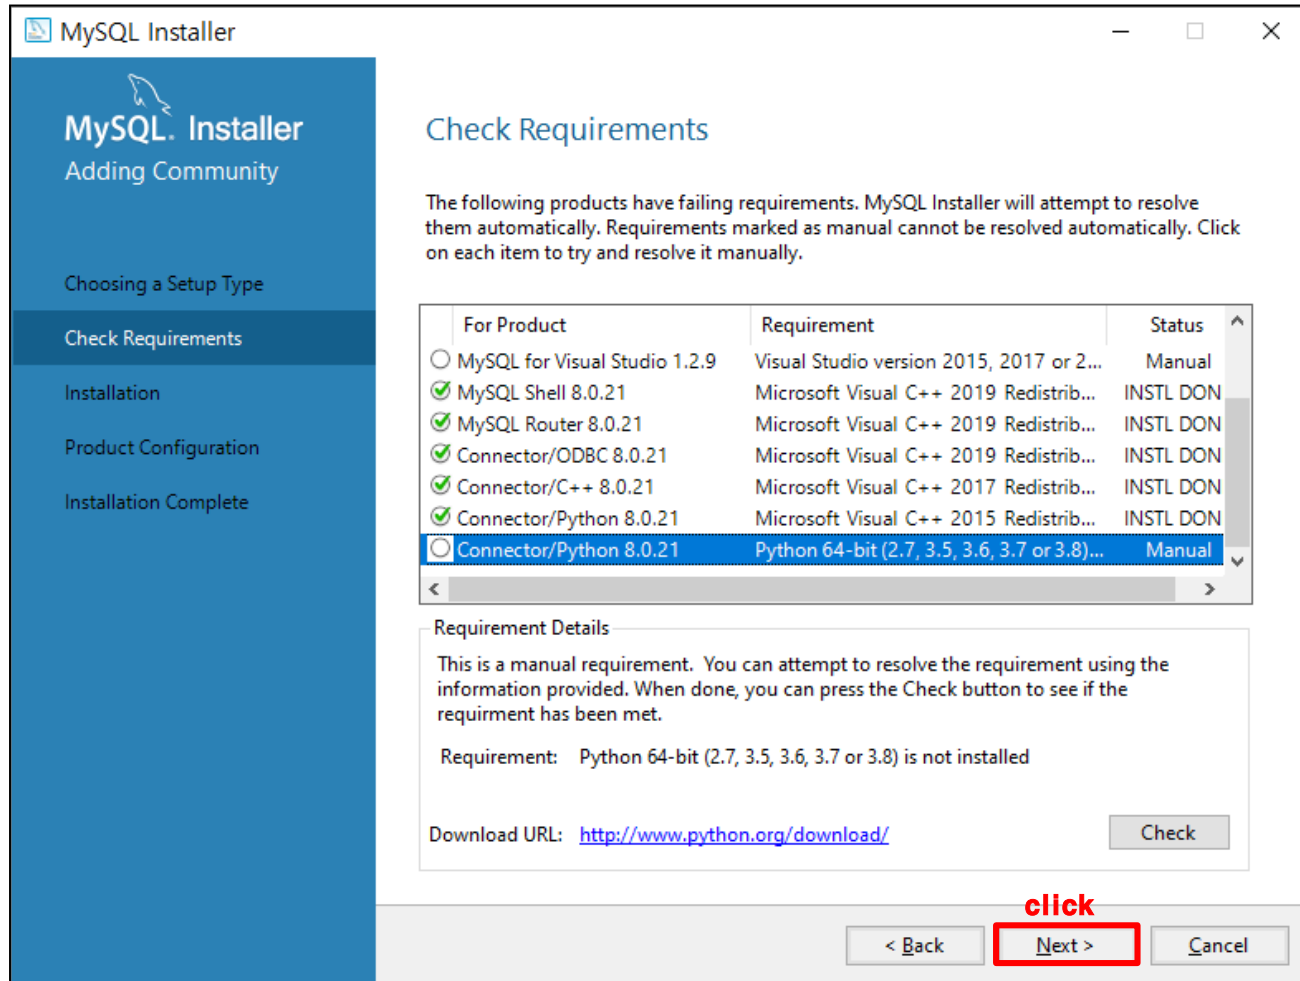 MySQL Installer
MySQL. Installer
Adding Community
Choosing a Setup Type
Check Requirements
Installation
Product Configuration
Installation Complete
Check Requirements
The following products have failing requirements. MySQL Installer will attempt to resolve
them automatically. Requirements marked as manual cannot be resolved automatically. Click
on each item to try and resolve it manually.
For Product Requirement Status
MySQL for Visual Studio 1.2.9 Visual Studio version 2015, 2017 or 2... Manual
MySQL Shell 8.0.21 Microsoft Visual C++ 2019 Redistrib... INSTL DON
MySQL Router 8.0.21 Microsoft Visual C++ 2019 Redistrib... INSTL DON
Connector/ODBC 8.0.21 Microsoft Visual C++ 2019 Redistrib... INSTL DON
Connector/C++ 8.0.21 Microsoft Visual C++ 2017 Redistrib... INSTL DON
Connector/Python 8.0.21 Microsoft Visual C++ 2015 Redistrib... INSTL DON
Connector/Python 8.0.21 Python 64-bit (2.7, 3.5, 3.6, 3.7 or 3.8)... Manual
Requirement Details
This is a manual requirement. You can attempt to resolve the requirement using the
information provided. When done, you can press the Check button to see if the
requirment has been met.
Requirement: Python 64-bit (2.7, 3.5, 3.6, 3.7 or 3.8) is not installed
Download URL: http://www.python.org/download/ Check
click
< Back Next > Cancel